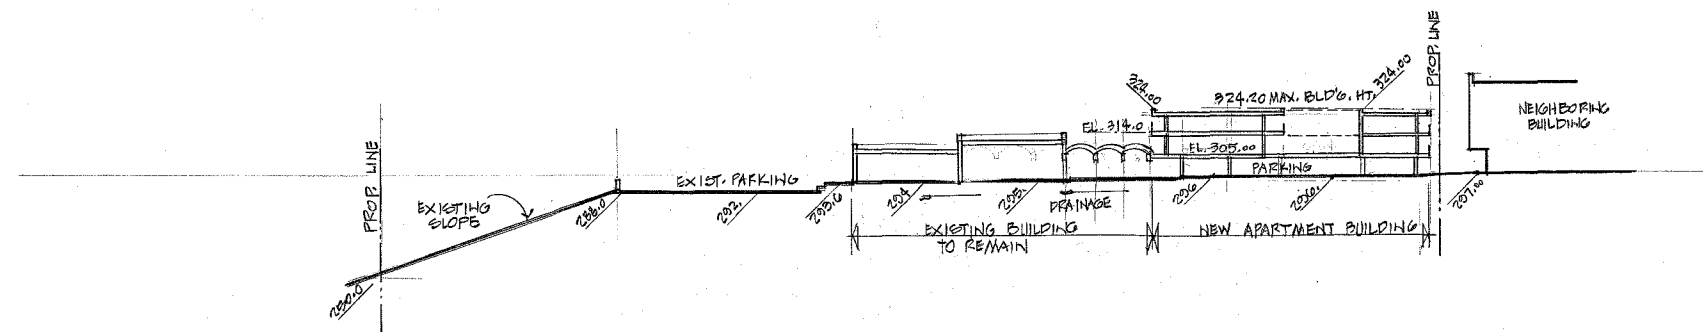 PROP. LINE
324.00
324.20 MAX. BLD'G. HT.
324.00
PROP. LINE
EL. 314.0
NEIGHBORING
BUILDING
EL. 305.00
EXIST. PARKING
PARKING
EXISTING
SLOPE
288.0
292.
293.6
294
295.
DRAINAGE
296
296.
297.00
EXISTING BUILDING
TO REMAIN
NEW APARTMENT BUILDING
250.0